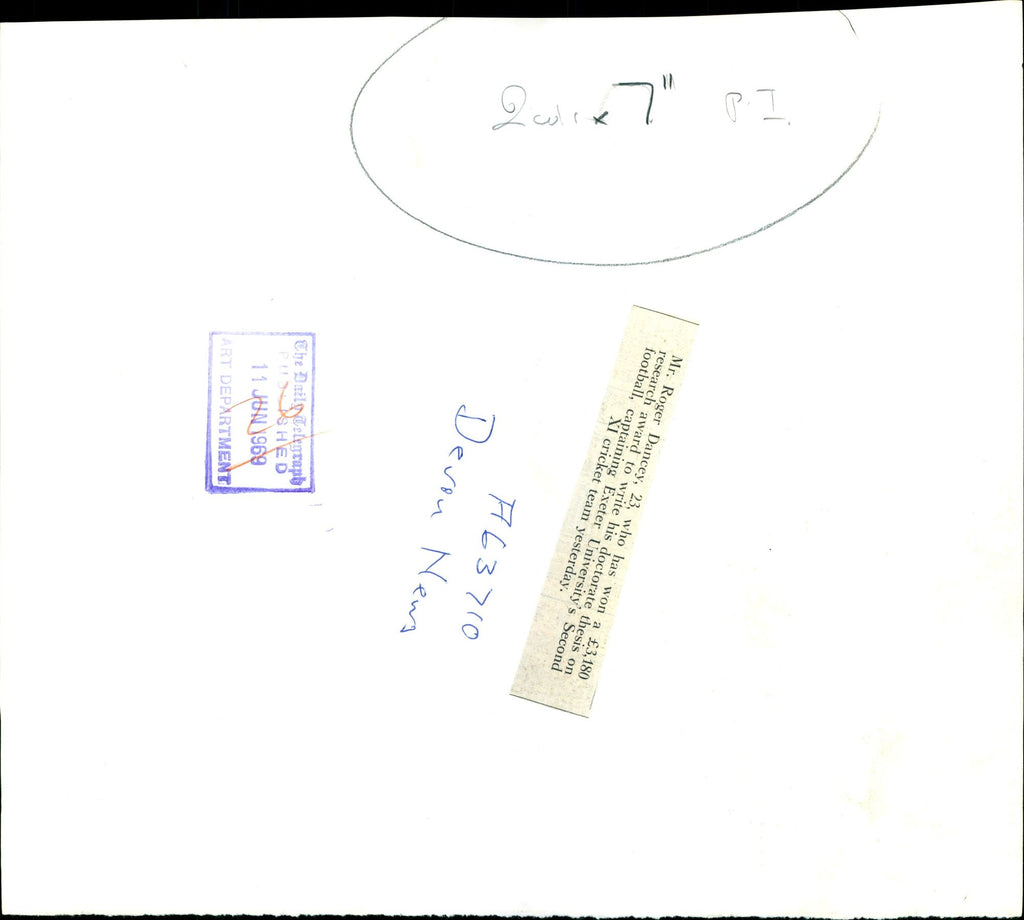 2 cols x 7" P.I.
The Daily Telegraph
PUBLISHED
11 JUN 1969
ART DEPARTMENT
Mr. Roger Dancey, 23, who has won a £3,180
research award to write his doctorate thesis on
football, captaining Exeter University's Second
XI cricket team yesterday.
A63710
Devon News